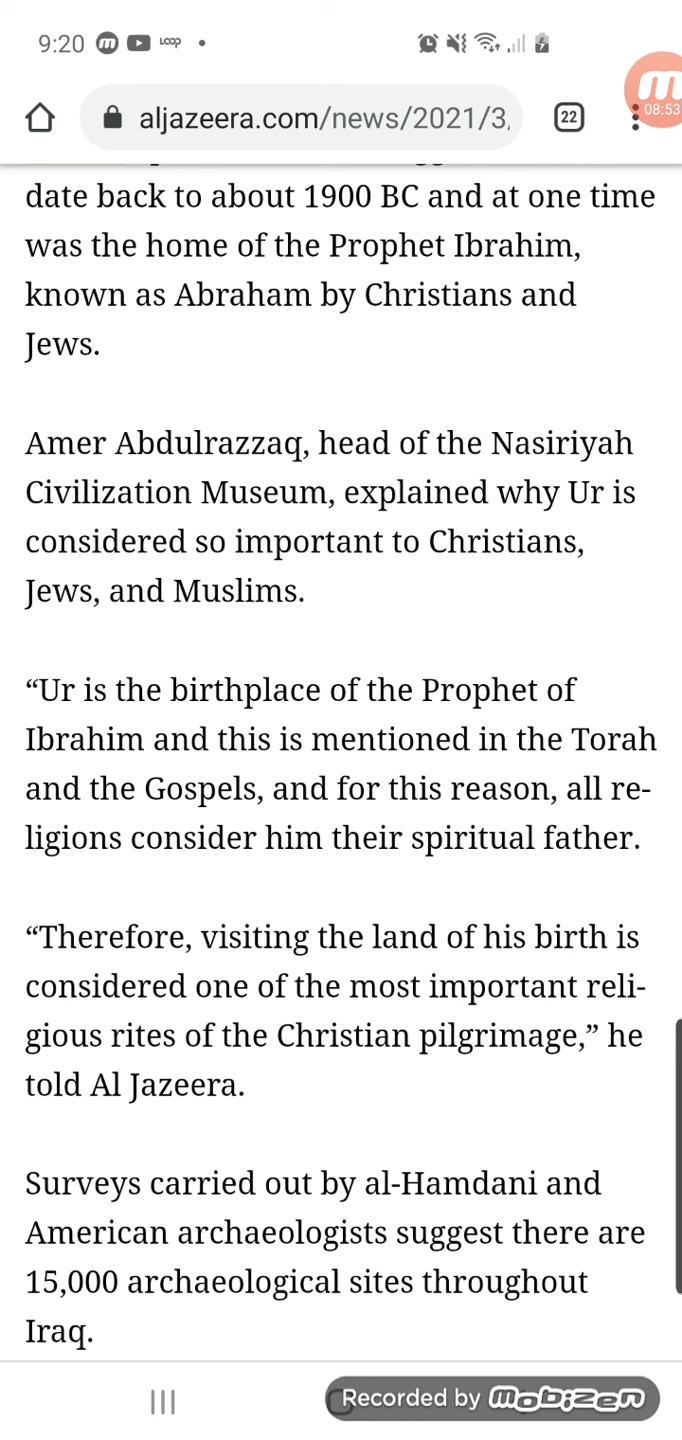 9:20 m LOOP
aljazeera.com/news/2021/3,
22
08:53
date back to about 1900 BC and at one time
was the home of the Prophet Ibrahim,
known as Abraham by Christians and
Jews.
Amer Abdulrazzaq, head of the Nasiriyah
Civilization Museum, explained why Ur is
considered so important to Christians,
Jews, and Muslims.
“Ur is the birthplace of the Prophet of
Ibrahim and this is mentioned in the Torah
and the Gospels, and for this reason, all re-
ligions consider him their spiritual father.
“Therefore, visiting the land of his birth is
considered one of the most important reli-
gious rites of the Christian pilgrimage,” he
told Al Jazeera.
Surveys carried out by al-Hamdani and
American archaeologists suggest there are
15,000 archaeological sites throughout
Iraq.
Recorded by mobizen